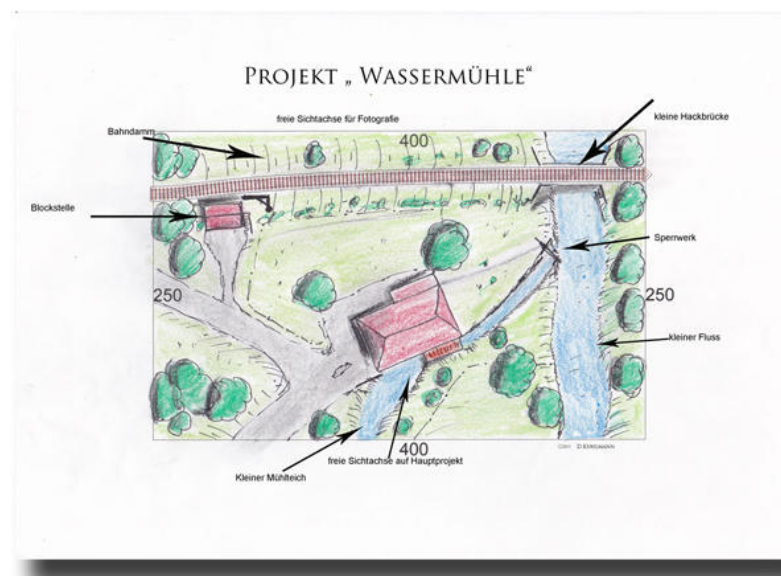 PROJEKT „ WASSERMÜHLE“
freie Sichtachse für Fotografie
kleine Hackbrücke
Bahndamm
400
Blockstelle
Sperrwerk
250
250
kleiner Fluss
400
freie Sichtachse auf Hauptprojekt
Kleiner Mühlteich